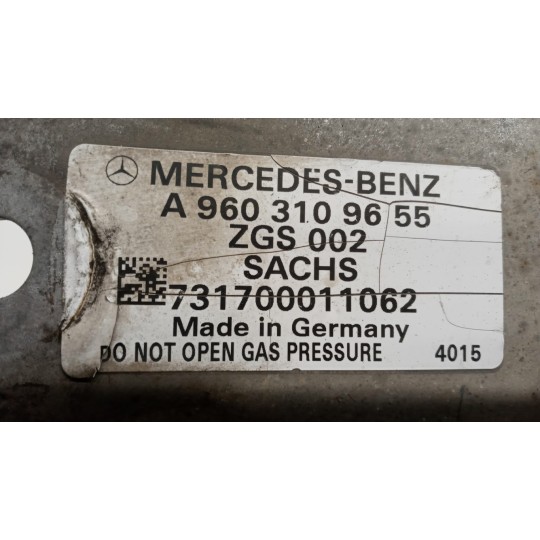 MERCEDES-BENZ
A 960 310 96 55
ZGS 002
SACHS
731700011062
Made in Germany
DO NOT OPEN GAS PRESSURE 4015